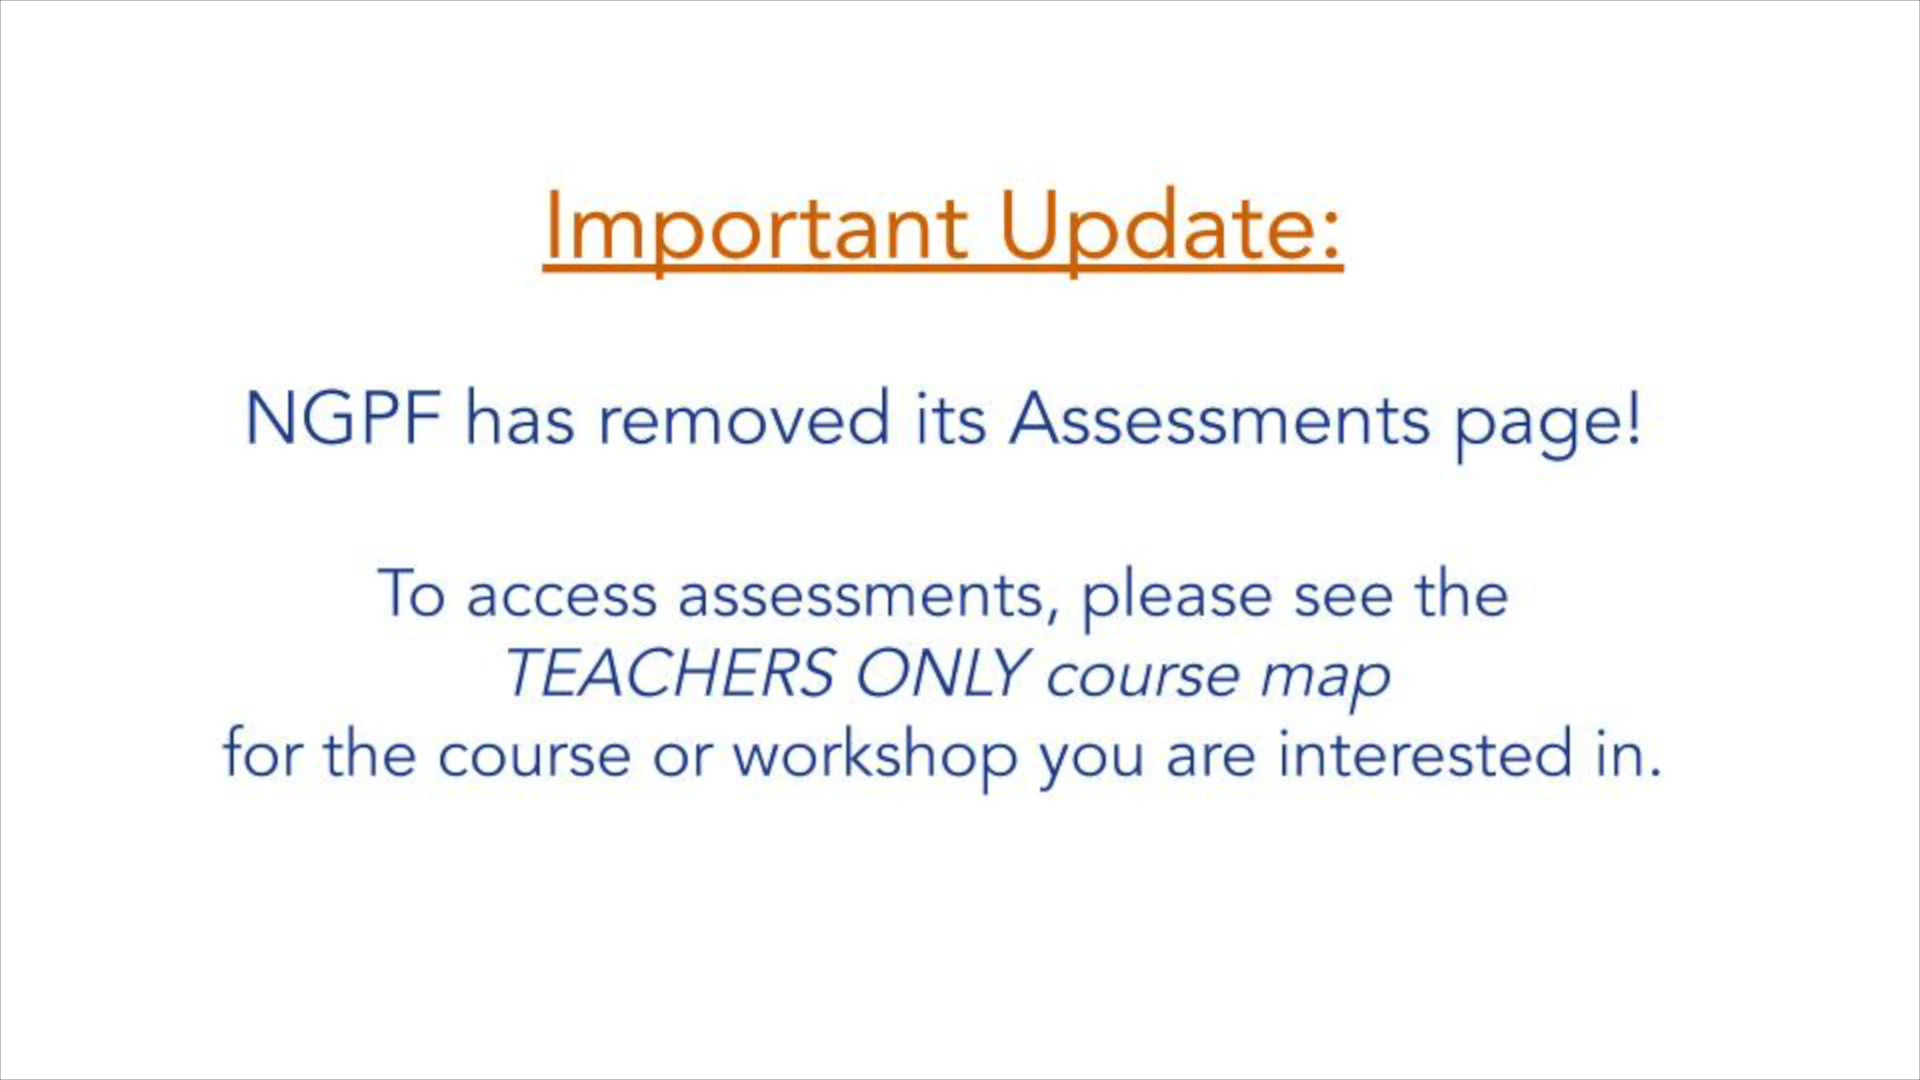 Important Update:
NGPF has removed its Assessments page!
To access assessments, please see the
TEACHERS ONLY course map
for the course or workshop you are interested in.